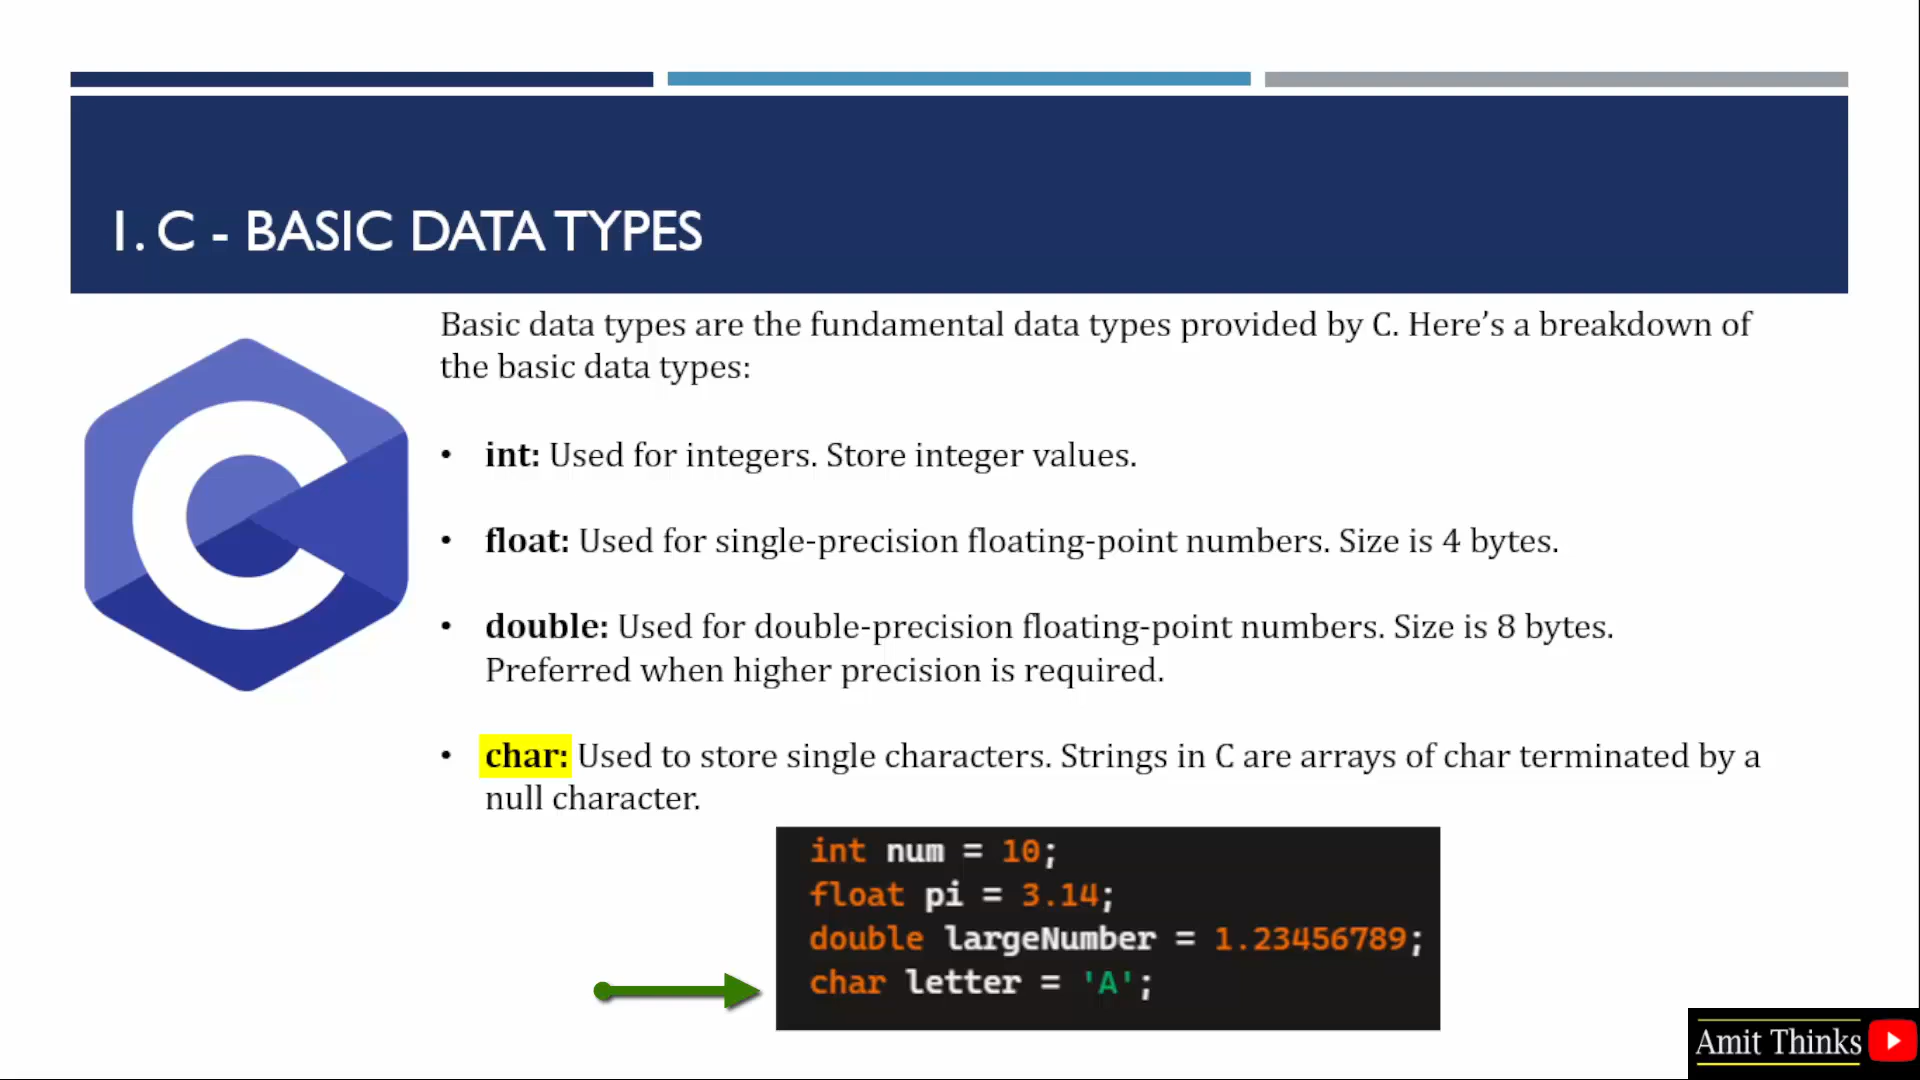 1. C - BASIC DATA TYPES
Basic data types are the fundamental data types provided by C. Here’s a breakdown of
the basic data types:
• int: Used for integers. Store integer values.
• float: Used for single-precision floating-point numbers. Size is 4 bytes.
• double: Used for double-precision floating-point numbers. Size is 8 bytes.
Preferred when higher precision is required.
• char: Used to store single characters. Strings in C are arrays of char terminated by a
null character.
int num = 10;
float pi = 3.14;
double largeNumber = 1.23456789;
char letter = 'A';
Amit Thinks